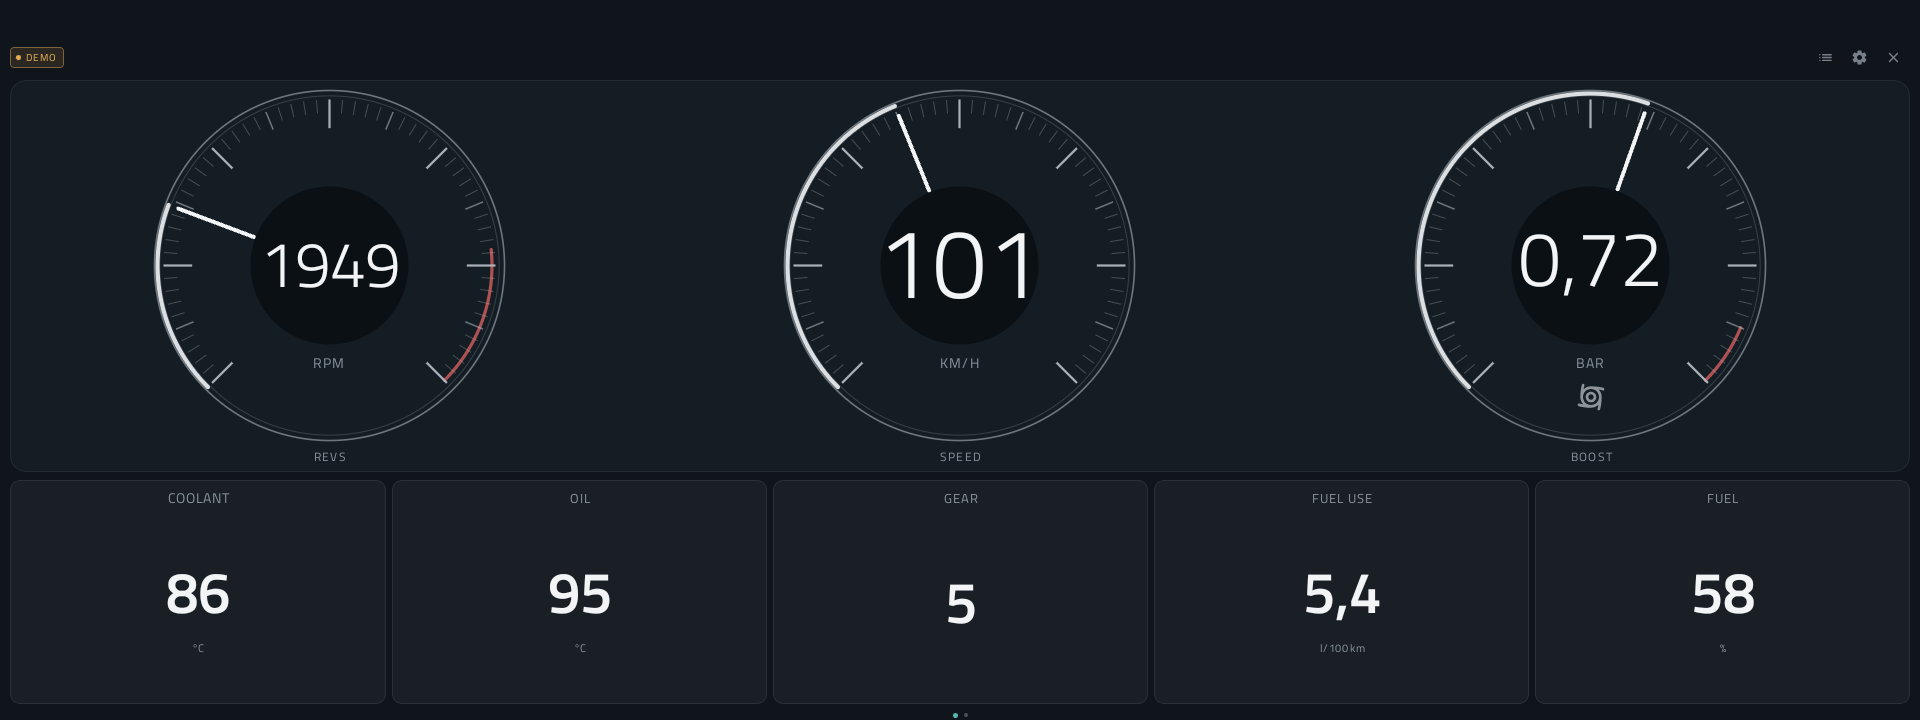 DEMO
1949
RPM
REVS
101
KM/H
SPEED
0,72
BAR
BOOST
COOLANT
86
°C
OIL
95
°C
GEAR
5
FUEL USE
5,4
l/100km
FUEL
58
%